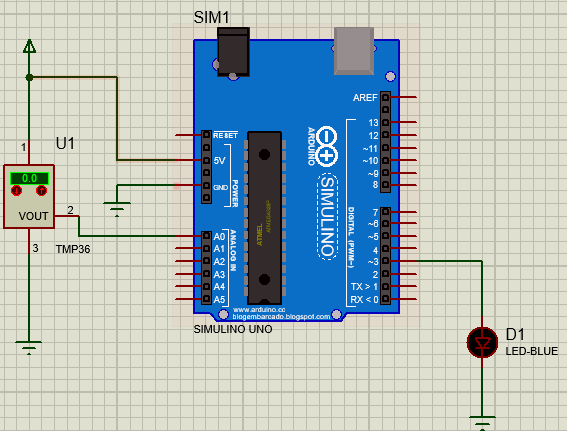 SIM1
AREF
13
12
~11
~10
~9
8
7
~6
~5
4
~3
2
TX > 1
RX < 0
RESET
5V
GND
POWER
A0
A1
A2
A3
A4
A5
ANALOG IN
ARDUINO
SIMULINO
DIGITAL (PWM~)
ATMEL
www.arduino.cc
blogembarcado.blogspot.com
SIMULINO UNO
U1
1
0.0
VOUT
2
3
TMP36
D1
LED-BLUE